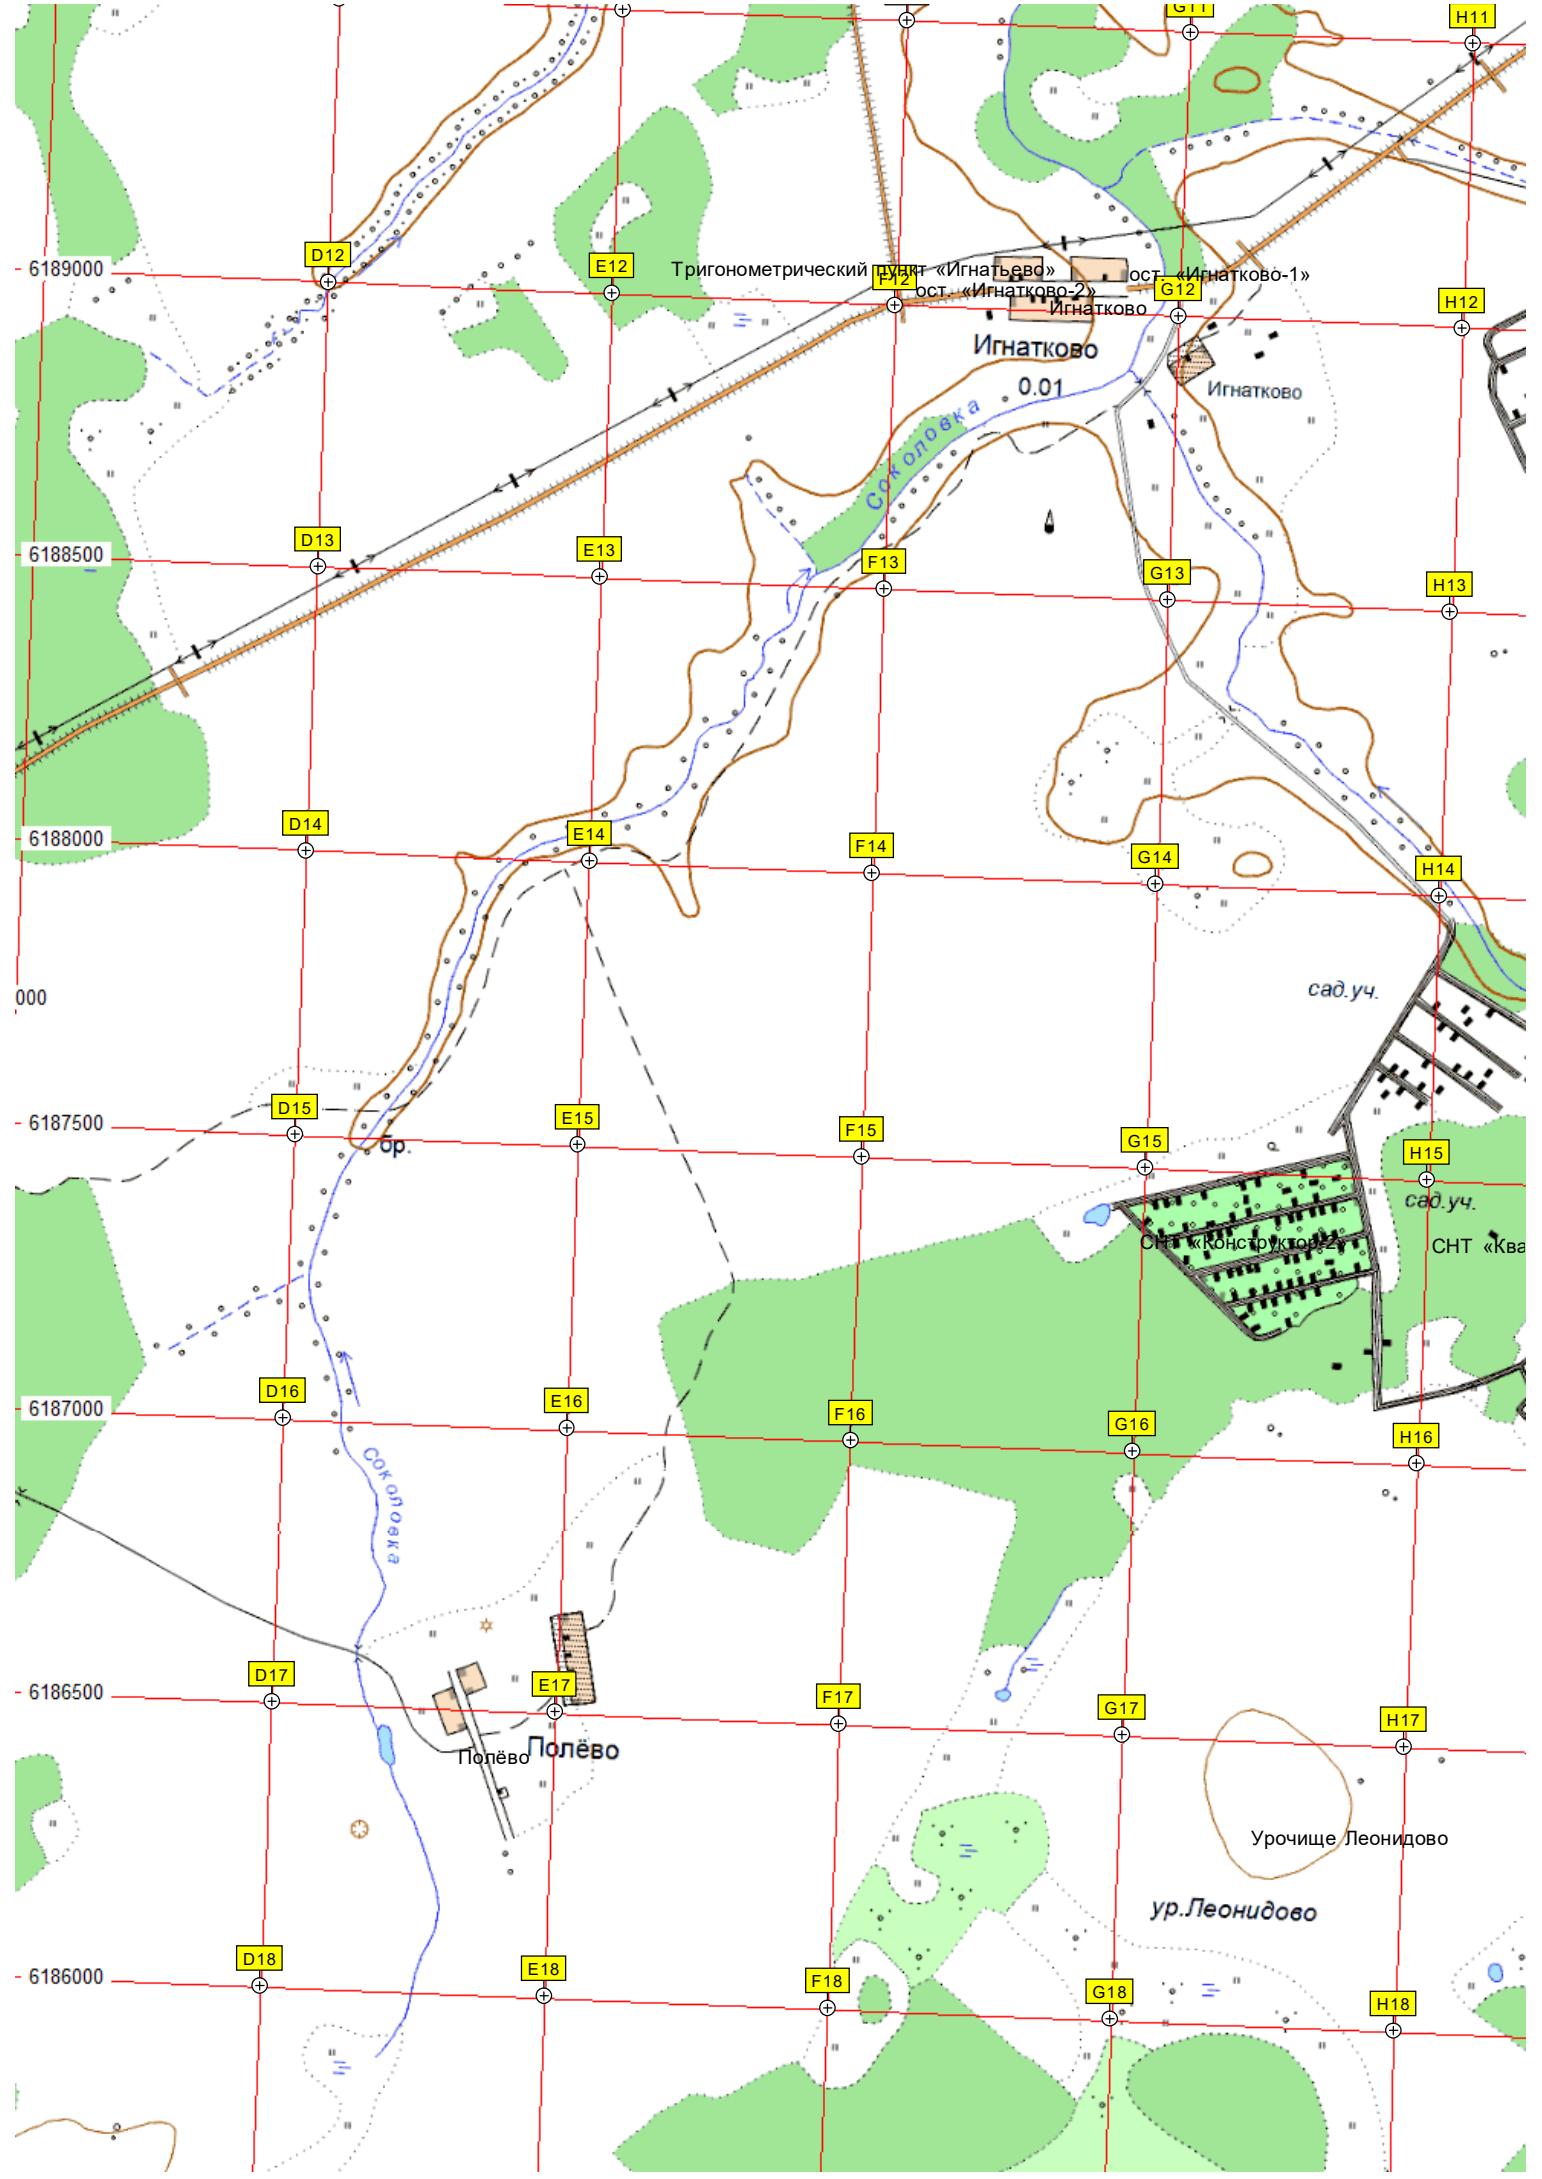 G11
H11
D12
6189000
E12
Тригонометрический пункт «Игнатьево»
F12
ост. «Игнатково-1»
ост. «Игнатково-2»
G12
Игнатково
H12
Игнатково
0.01
Игнатково
Соколовка
D13
6188500
E13
F13
G13
H13
D14
6188000
E14
F14
G14
H14
000
сад.уч.
D15
6187500
E15
F15
G15
H15
бр.
сад.уч.
СНТ «Конструктор-2»
СНТ «Ква
D16
6187000
E16
F16
G16
H16
Соколовка
D17
6186500
E17
F17
G17
H17
Полёво
Полёво
Урочище Леонидово
ур.Леонидово
D18
6186000
E18
F18
G18
H18